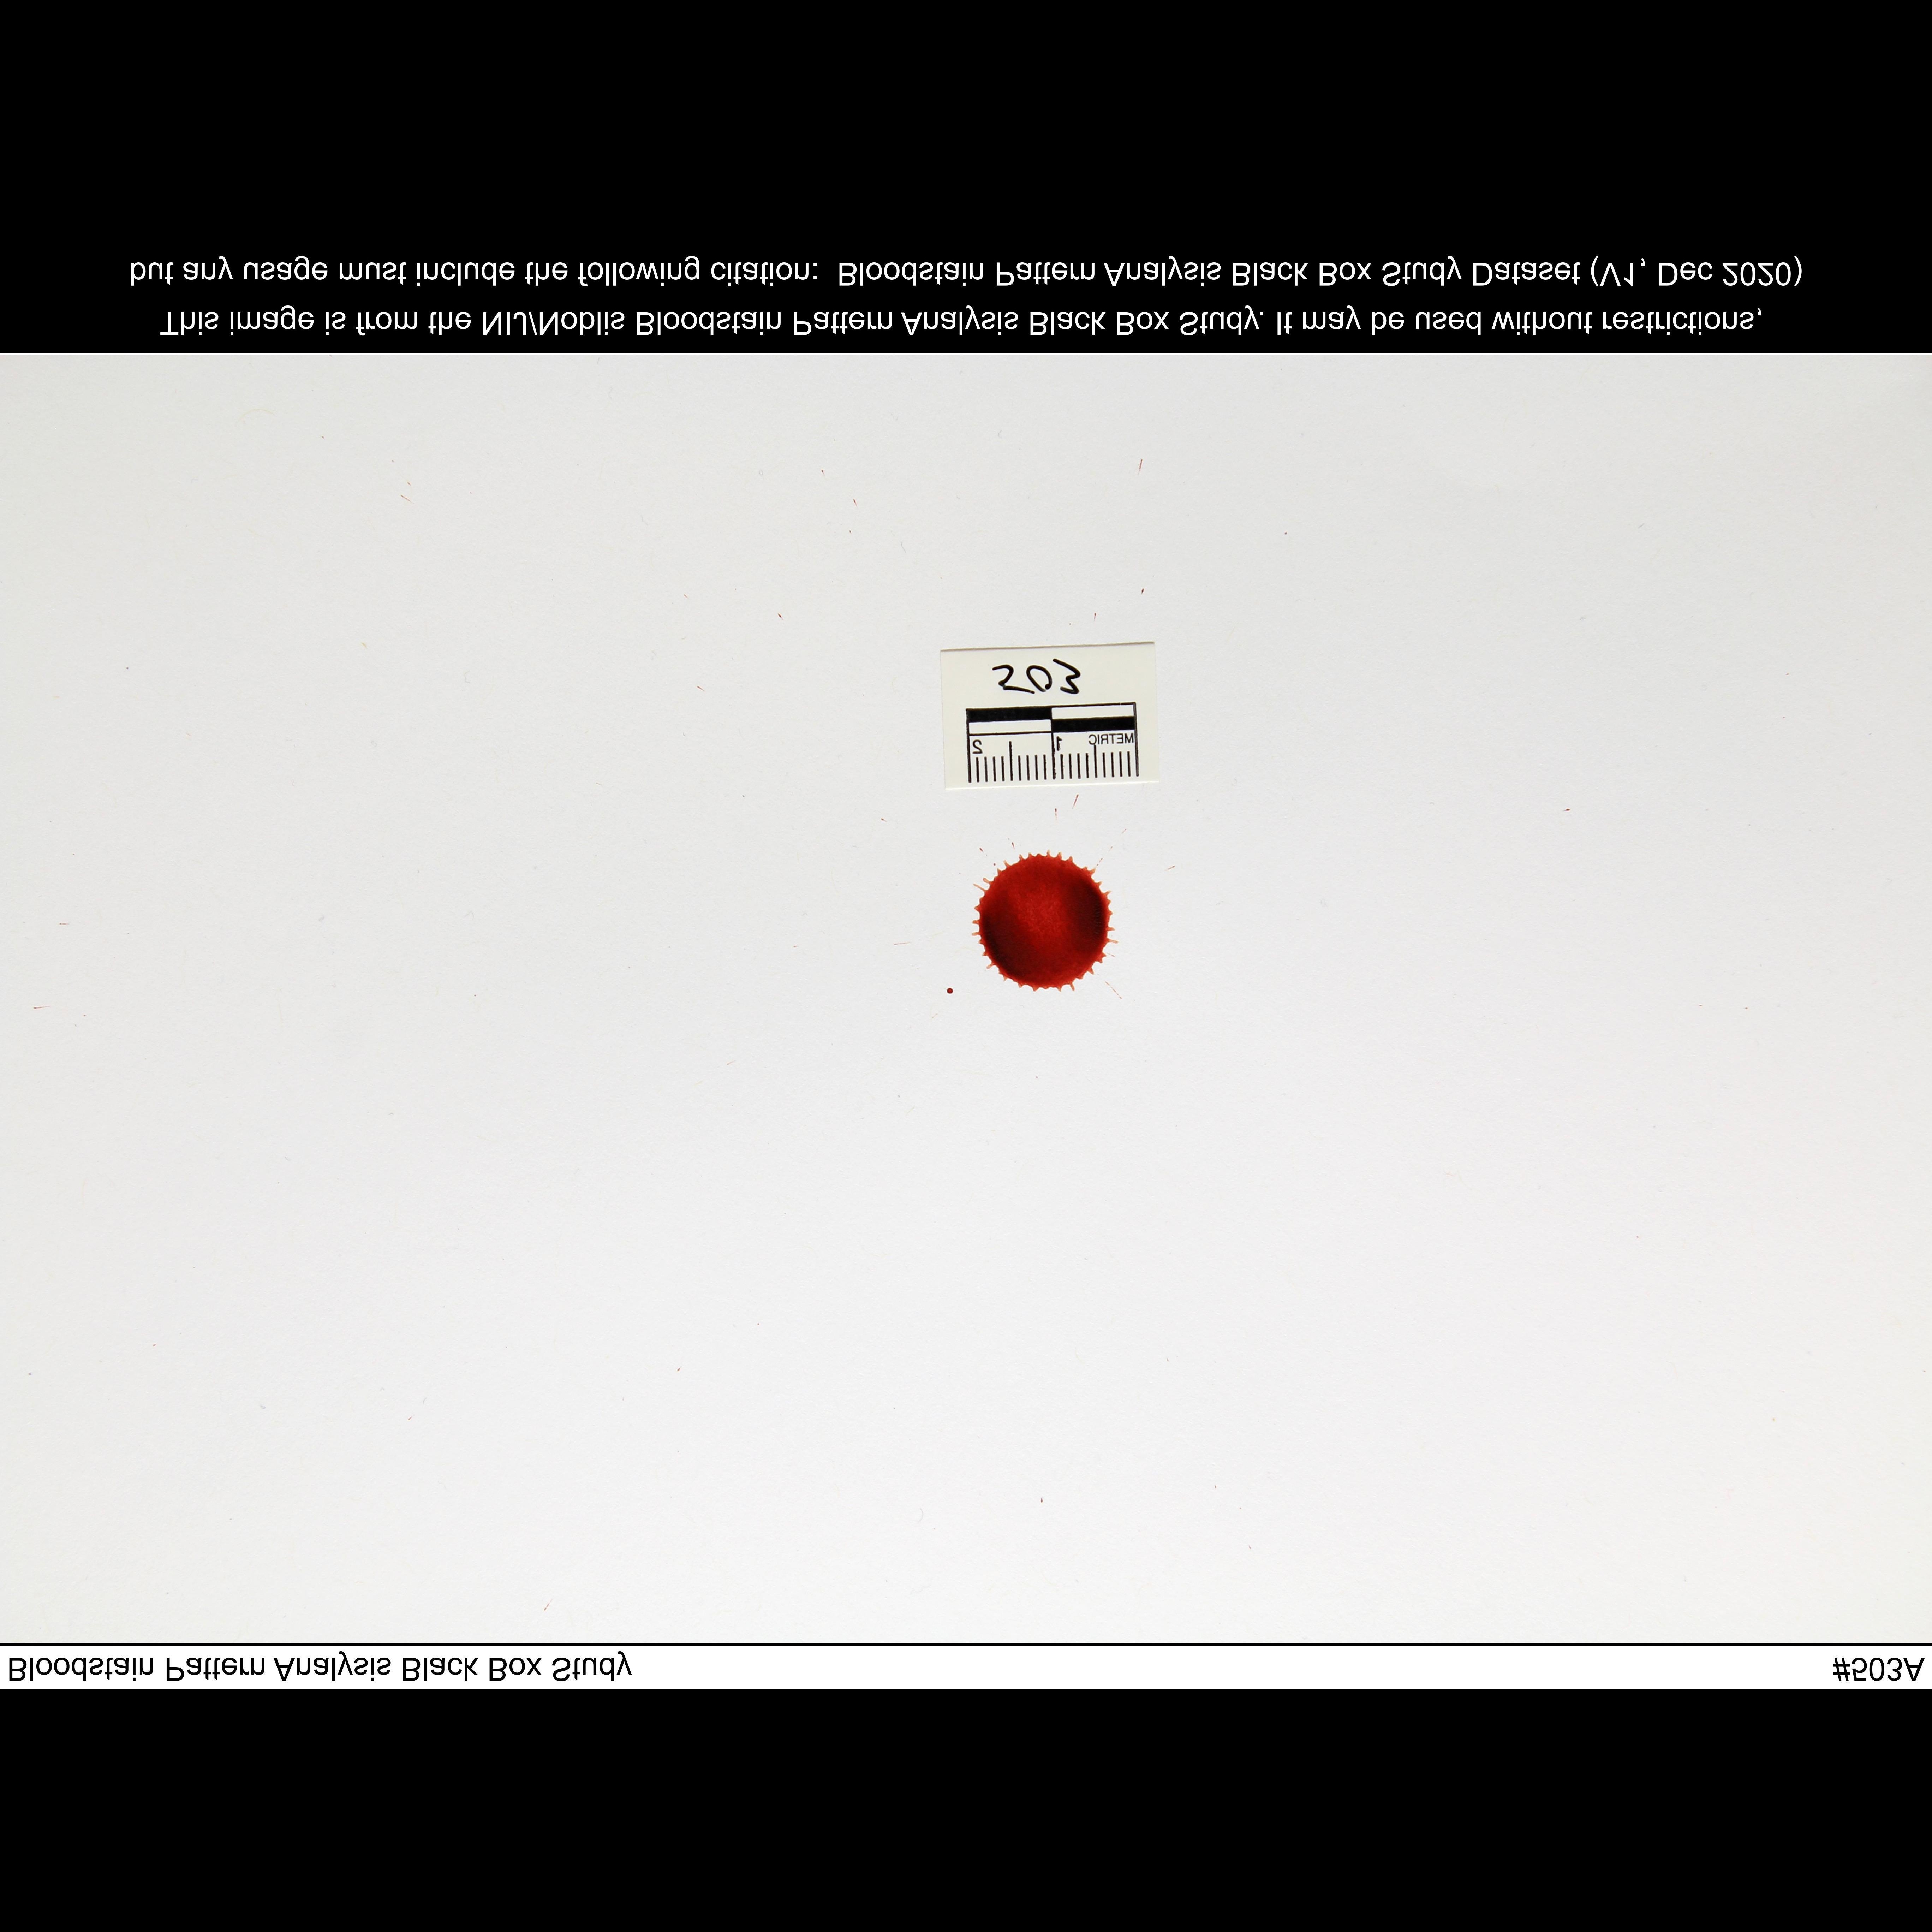 This image is from the NIJ/Noblis Bloodstain Pattern Analysis Black Box Study. It may be used without restrictions,
but any usage must include the following citation:  Bloodstain Pattern Analysis Black Box Study Dataset (V1, Dec 2020)
503
METRIC 1 2
Bloodstain Pattern Analysis Black Box Study #503A